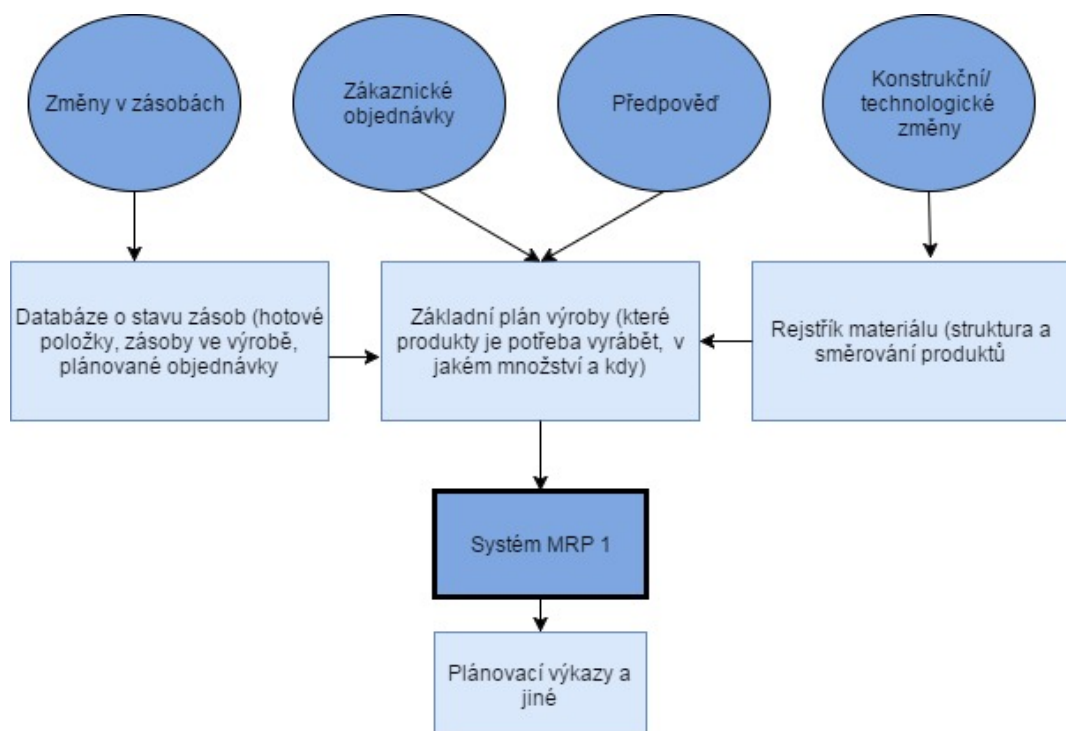 Změny v zásobách
Zákaznické
objednávky
Předpověď
Konstrukční/
technologické
změny
Databáze o stavu zásob (hotové
položky, zásoby ve výrobě,
plánované objednávky
Základní plán výroby (které
produkty je potřeba vyrábět, v
jakém množství a kdy)
Rejstřík materiálu (struktura a
směrování produktů
Systém MRP 1
Plánovací výkazy a
jiné